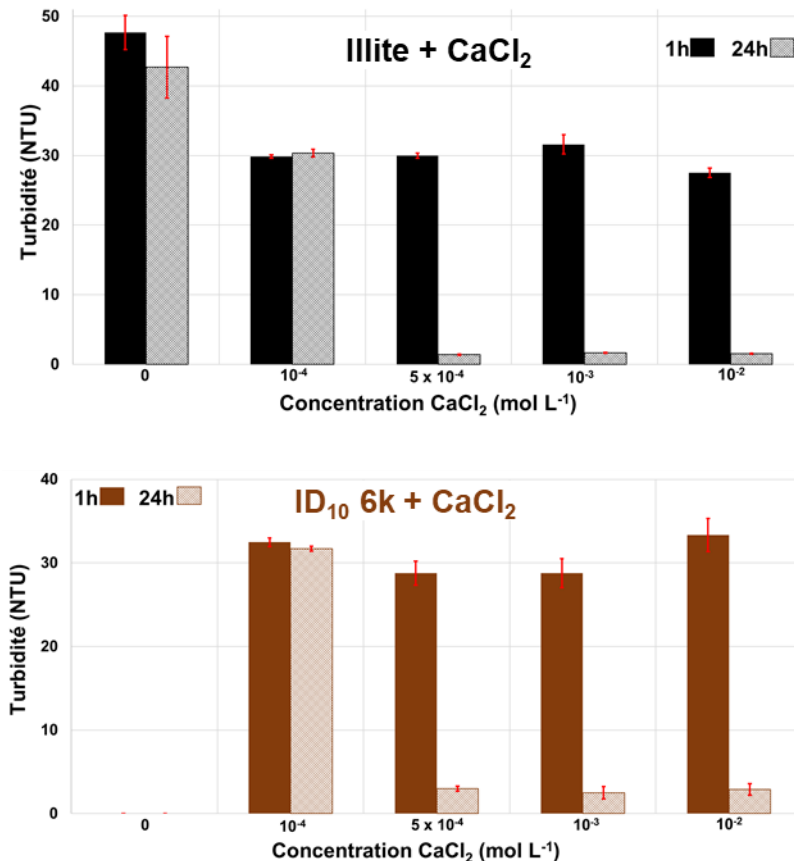 50
40
30
20
10
0
Turbidité (NTU)
Illite + CaCl₂
1h 24h
0 10⁻⁴ 5 x 10⁻⁴ 10⁻³ 10⁻²
Concentration CaCl₂ (mol L⁻¹)
40
30
20
10
0
Turbidité (NTU)
1h 24h
ID₁₀ 6k + CaCl₂
0 10⁻⁴ 5 x 10⁻⁴ 10⁻³ 10⁻²
Concentration CaCl₂ (mol L⁻¹)